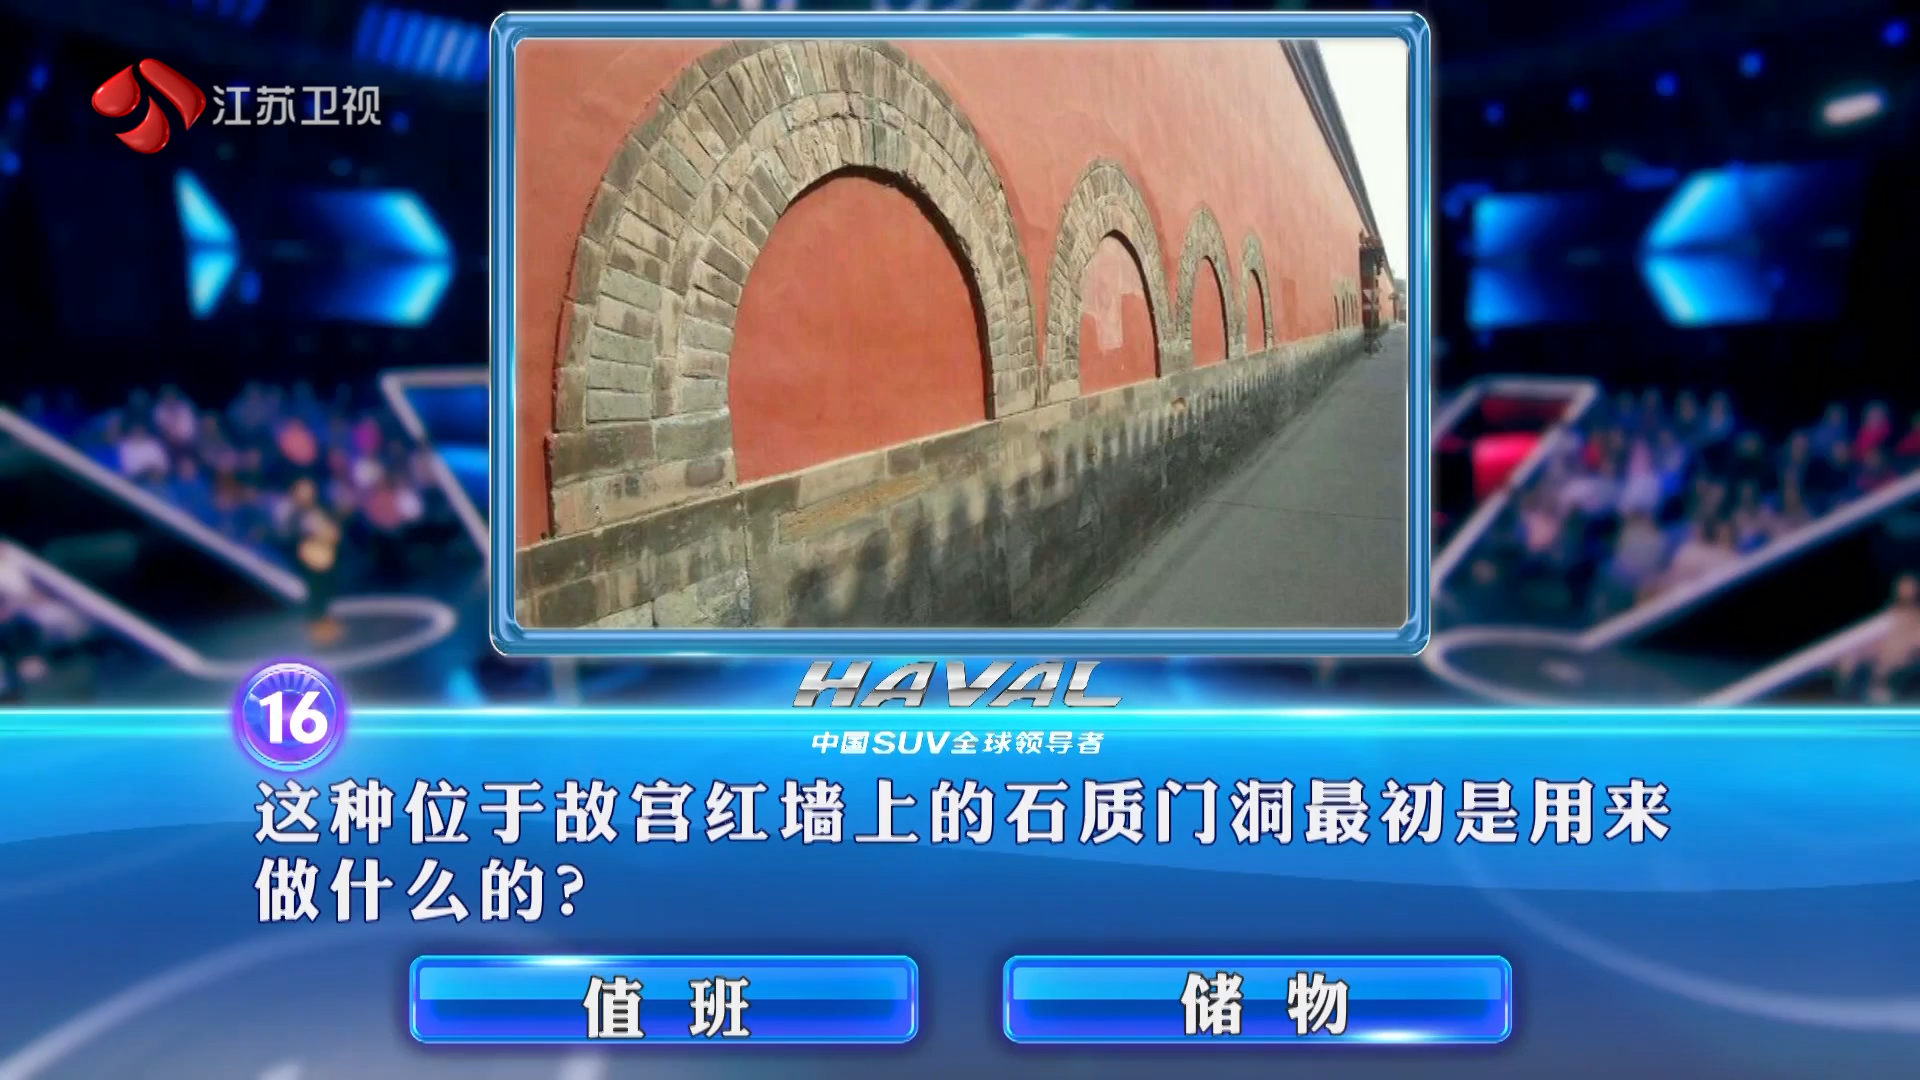 江苏卫视
HAVAL
中国SUV全球领导者
16
这种位于故宫红墙上的石质门洞最初是用来
做什么的?
值班
储物